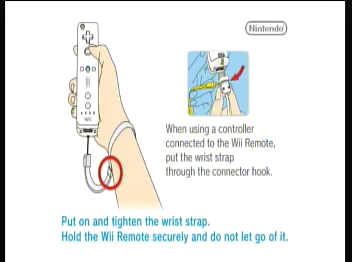 Nintendo
When using a controller
connected to the Wii Remote,
put the wrist strap
through the connector hook.
Put on and tighten the wrist strap.
Hold the Wii Remote securely and do not let go of it.